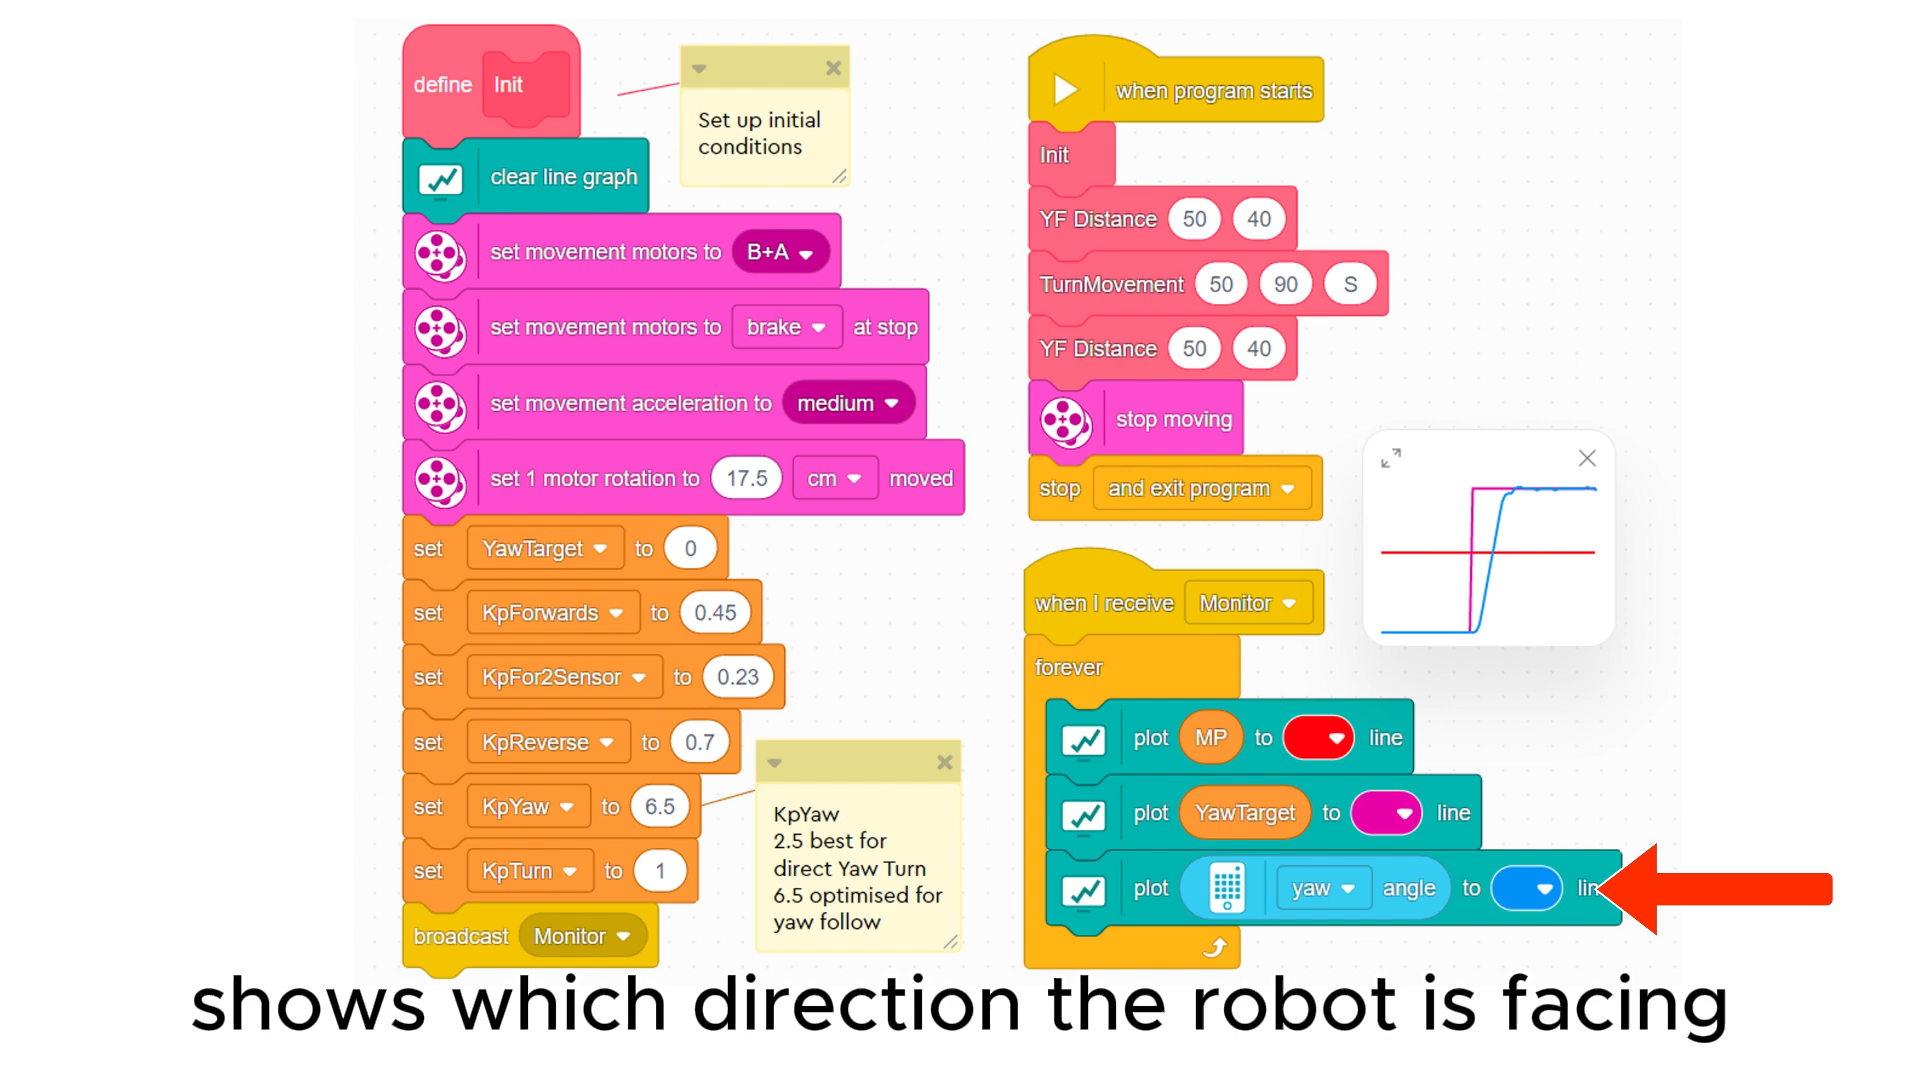 define Init
clear line graph
set movement motors to B+A
set movement motors to brake at stop
set movement acceleration to medium
set 1 motor rotation to 17.5 cm moved
set YawTarget to 0
set KpForwards to 0.45
set KpFor2Sensor to 0.23
set KpReverse to 0.7
set KpYaw to 6.5
set KpTurn to 1
broadcast Monitor
Set up initial
conditions
KpYaw
2.5 best for
direct Yaw Turn
6.5 optimised for
yaw follow
when program starts
Init
YF Distance 50 40
TurnMovement 50 90 S
YF Distance 50 40
stop moving
stop and exit program
when I receive Monitor
forever
plot MP to line
plot YawTarget to line
plot yaw angle to lin
shows which direction the robot is facing